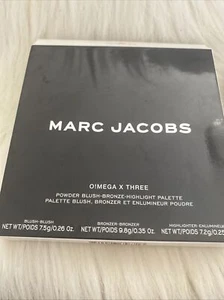 MARC JACOBS
O!MEGA X THREE
POWDER BLUSH-BRONZE-HIGHLIGHT PALETTE
PALETTE BLUSH, BRONZER ET ENLUMINEUR POUDRE
BLUSH-BLUSH BRONZER-BRONZER HIGHLIGHTER-ENLUMINEUR
NET WT/POIDS 7.5g/0.26 Oz. NET WT/POIDS 9.8g/0.35 Oz. NET WT/POIDS 7.2g/0.25